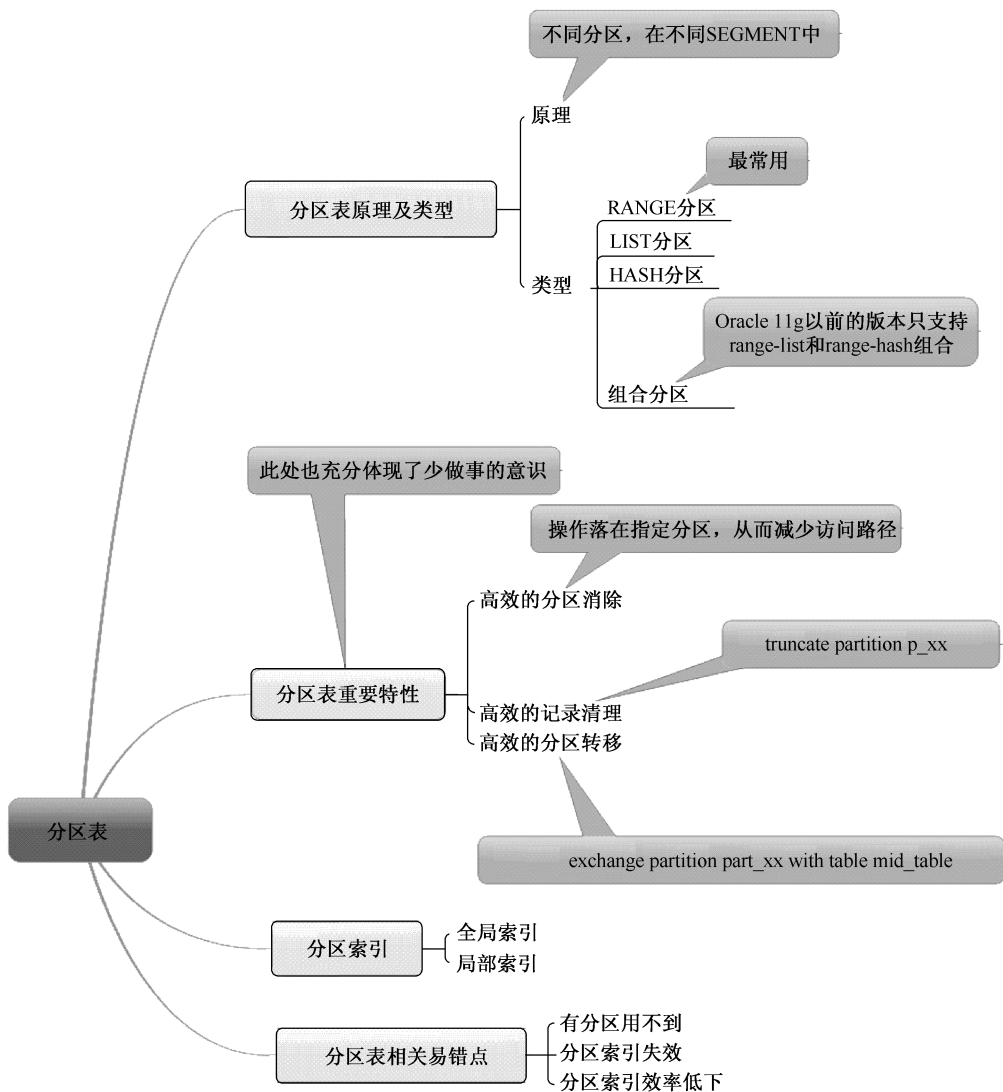 不同分区，在不同SEGMENT中
原理
最常用
分区表原理及类型
RANGE分区
LIST分区
类型
HASH分区
Oracle 11g以前的版本只支持
range-list和range-hash组合
组合分区
此处也充分体现了少做事的意识
操作落在指定分区，从而减少访问路径
高效的分区消除
truncate partition p_xx
分区表重要特性
高效的记录清理
高效的分区转移
分区表
exchange partition part_xx with table mid_table
分区索引
全局索引
局部索引
分区表相关易错点
有分区用不到
分区索引失效
分区索引效率低下